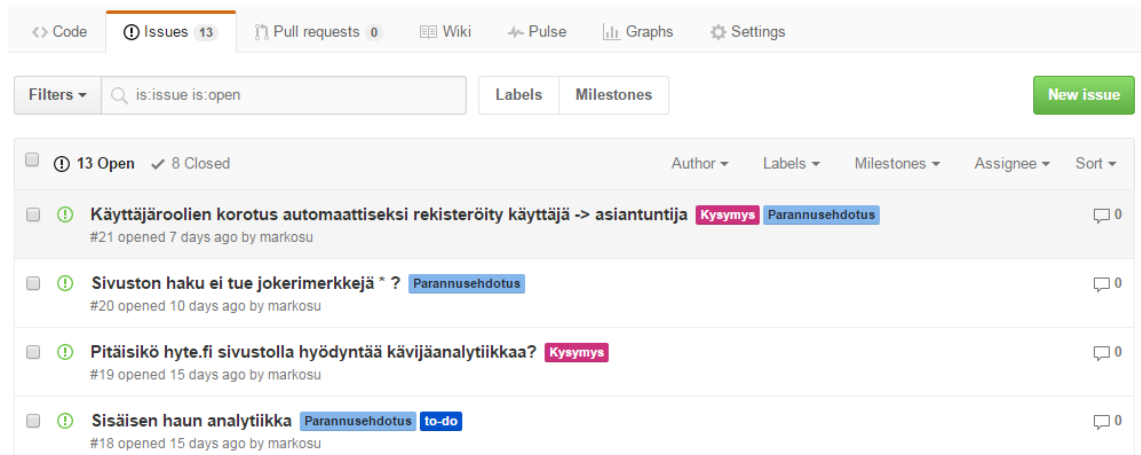 <> Code Issues 13 Pull requests 0 Wiki Pulse Graphs Settings
Filters is:issue is:open Labels Milestones New issue
13 Open 8 Closed Author Labels Milestones Assignee Sort
Käyttäjäroolien korotus automaattiseksi rekisteröity käyttäjä -> asiantuntija Kysymys Parannusehdotus 0
#21 opened 7 days ago by markosu
Sivuston haku ei tue jokerimerkkejä * ? Parannusehdotus 0
#20 opened 10 days ago by markosu
Pitäisikö hyte.fi sivustolla hyödyntää kävijäanalytiikkaa? Kysymys 0
#19 opened 15 days ago by markosu
Sisäisen haun analytiikka Parannusehdotus to-do 0
#18 opened 15 days ago by markosu